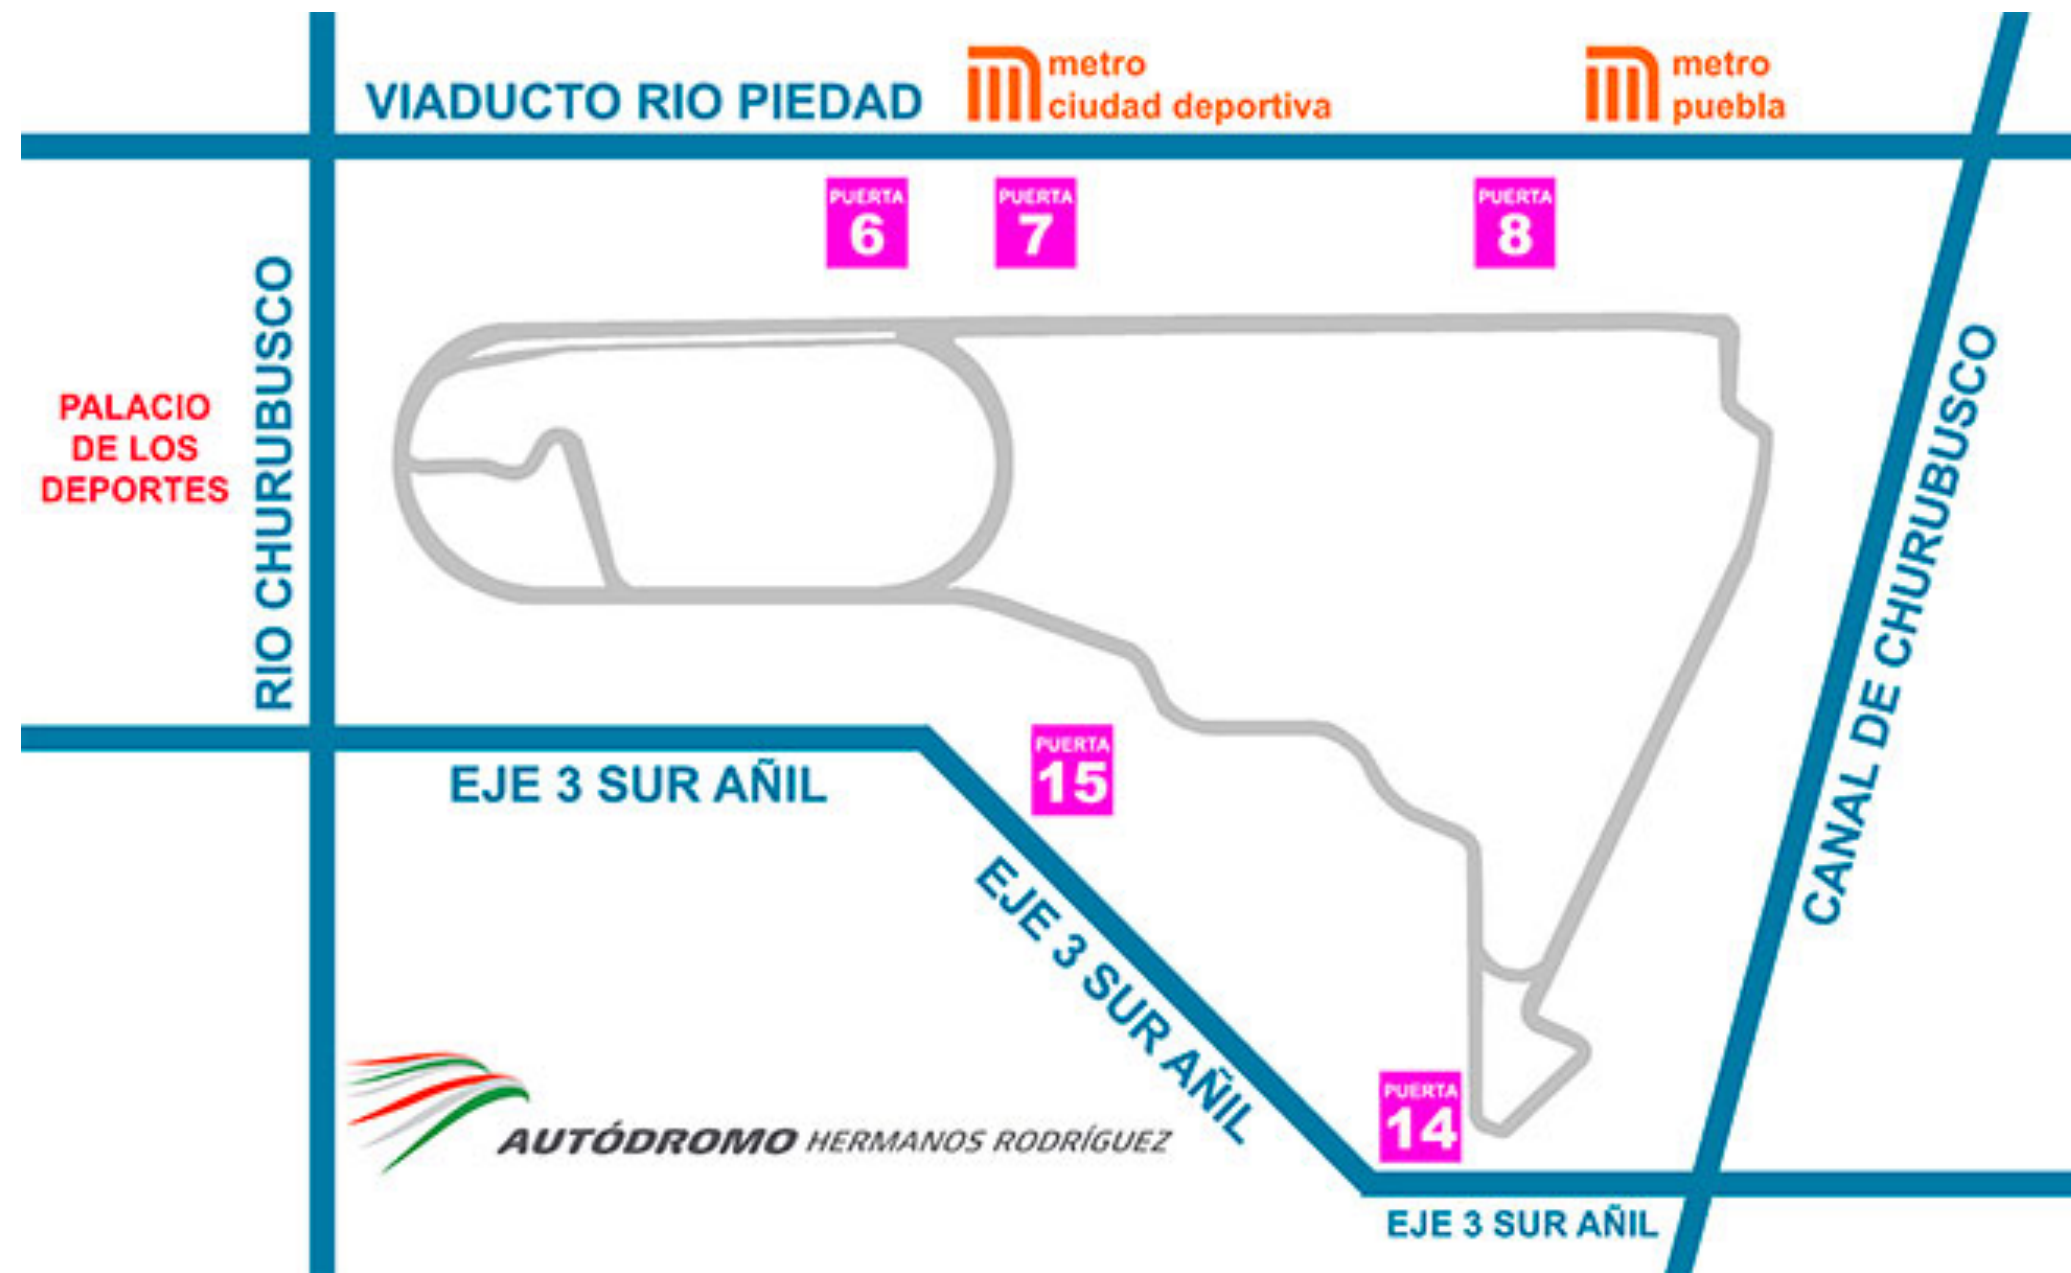 VIADUCTO RIO PIEDAD
metro
ciudad deportiva
metro
puebla
PUERTA
6
PUERTA
7
PUERTA
8
PALACIO
DE LOS
DEPORTES
RIO CHURUBUSCO
CANAL DE CHURUBUSCO
EJE 3 SUR AÑIL
PUERTA
15
EJE 3 SUR AÑIL
PUERTA
14
AUTÓDROMO HERMANOS RODRÍGUEZ
EJE 3 SUR AÑIL